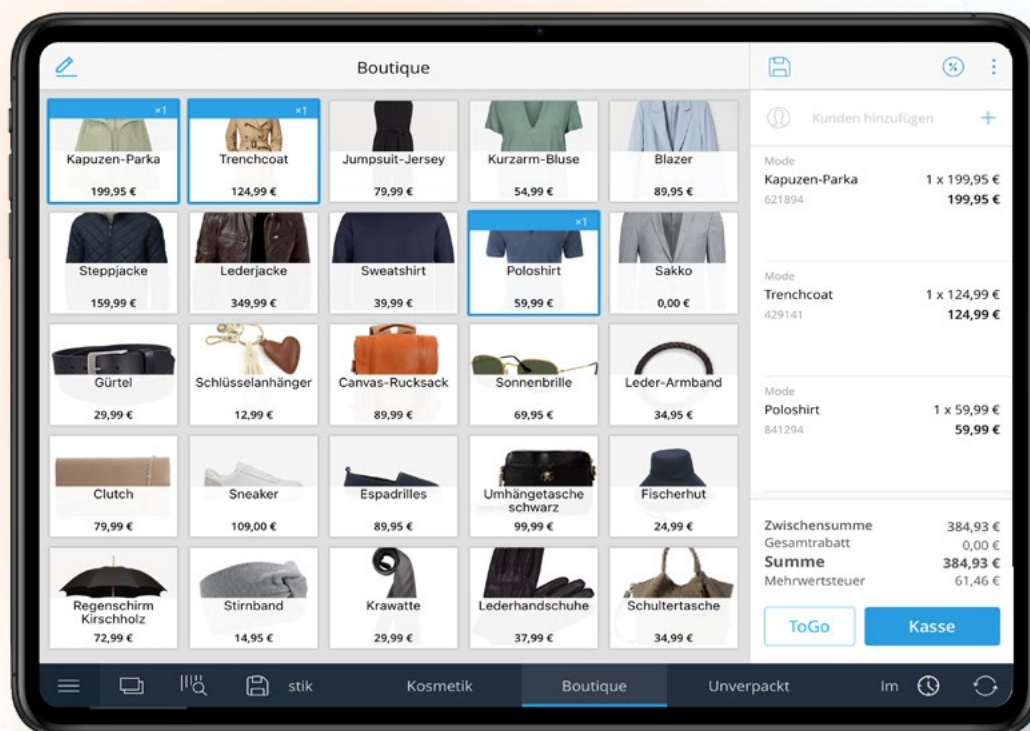 Boutique
×1
Kapuzen-Parka
199,95 €
×1
Trenchcoat
124,99 €
Jumpsuit-Jersey
79,99 €
Kurzarm-Bluse
54,99 €
Blazer
89,95 €
Steppjacke
159,99 €
Lederjacke
349,99 €
Sweatshirt
39,99 €
×1
Poloshirt
59,99 €
Sakko
0,00 €
Gürtel
29,99 €
Schlüsselanhänger
12,99 €
Canvas-Rucksack
89,99 €
Sonnenbrille
69,95 €
Leder-Armband
34,95 €
Clutch
79,99 €
Sneaker
109,00 €
Espadrilles
89,95 €
Umhängetasche
schwarz
99,99 €
Fischerhut
24,99 €
Regenschirm
Kirschholz
72,99 €
Stirnband
14,95 €
Krawatte
29,99 €
Lederhandschuhe
37,99 €
Schultertasche
34,99 €
%
Kunden hinzufügen +
Mode
Kapuzen-Parka 1 x 199,95 €
621894 199,95 €
Mode
Trenchcoat 1 x 124,99 €
429141 124,99 €
Mode
Poloshirt 1 x 59,99 €
841294 59,99 €
Zwischensumme 384,93 €
Gesamtrabatt 0,00 €
Summe 384,93 €
Mehrwertsteuer 61,46 €
ToGo Kasse
stik Kosmetik Boutique Unverpackt Im